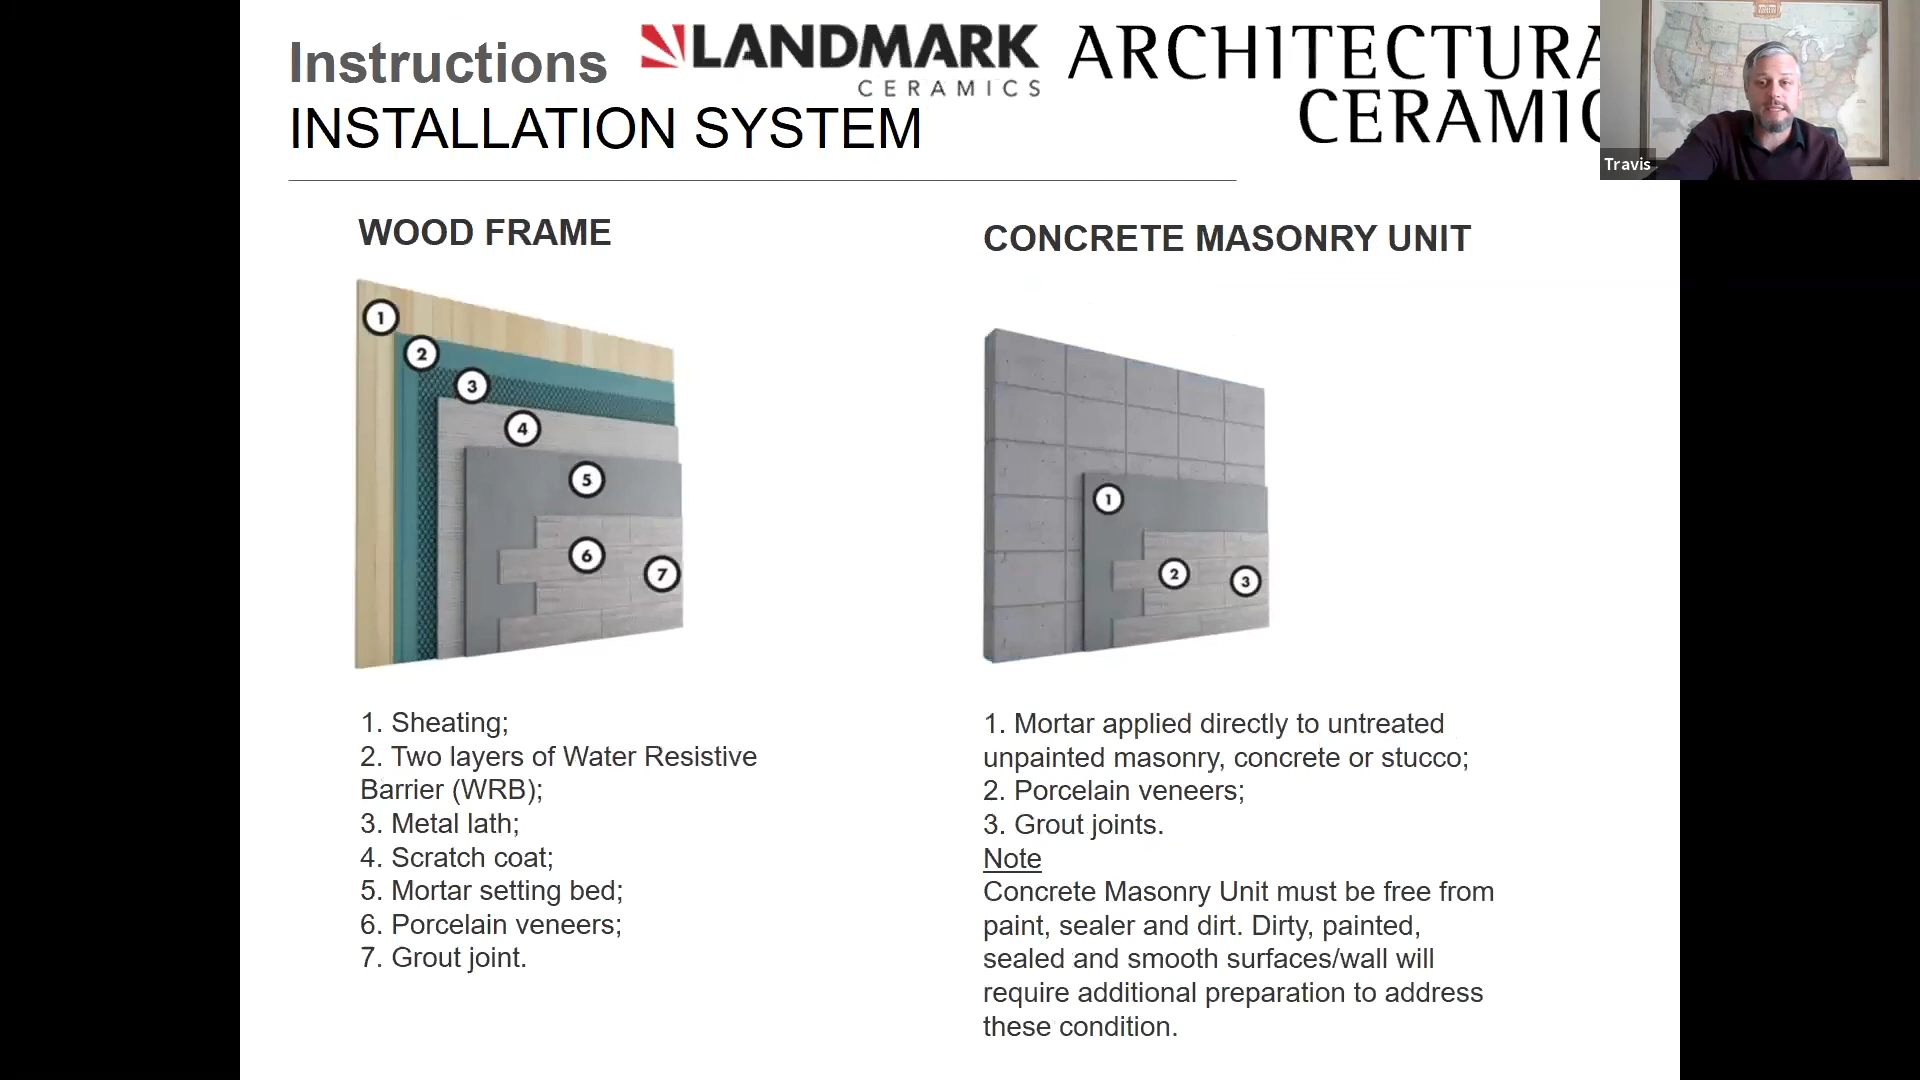 Instructions
LANDMARK
CERAMICS
ARCHITECTURA
CERAMIC
INSTALLATION SYSTEM
Travis
WOOD FRAME
1
2
3
4
5
6
7
1. Sheating;
2. Two layers of Water Resistive
Barrier (WRB);
3. Metal lath;
4. Scratch coat;
5. Mortar setting bed;
6. Porcelain veneers;
7. Grout joint.
CONCRETE MASONRY UNIT
1
2
3
1. Mortar applied directly to untreated
unpainted masonry, concrete or stucco;
2. Porcelain veneers;
3. Grout joints.
Note
Concrete Masonry Unit must be free from
paint, sealer and dirt. Dirty, painted,
sealed and smooth surfaces/wall will
require additional preparation to address
these condition.